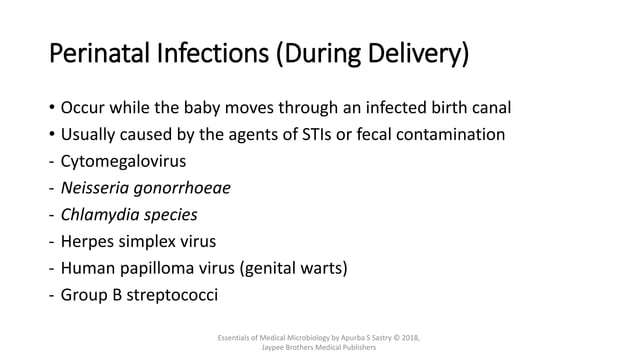 Perinatal Infections (During Delivery)
• Occur while the baby moves through an infected birth canal
• Usually caused by the agents of STIs or fecal contamination
- Cytomegalovirus
- Neisseria gonorrhoeae
- Chlamydia species
- Herpes simplex virus
- Human papilloma virus (genital warts)
- Group B streptococci
Essentials of Medical Microbiology by Apurba S Sastry © 2018,
Jaypee Brothers Medical Publishers